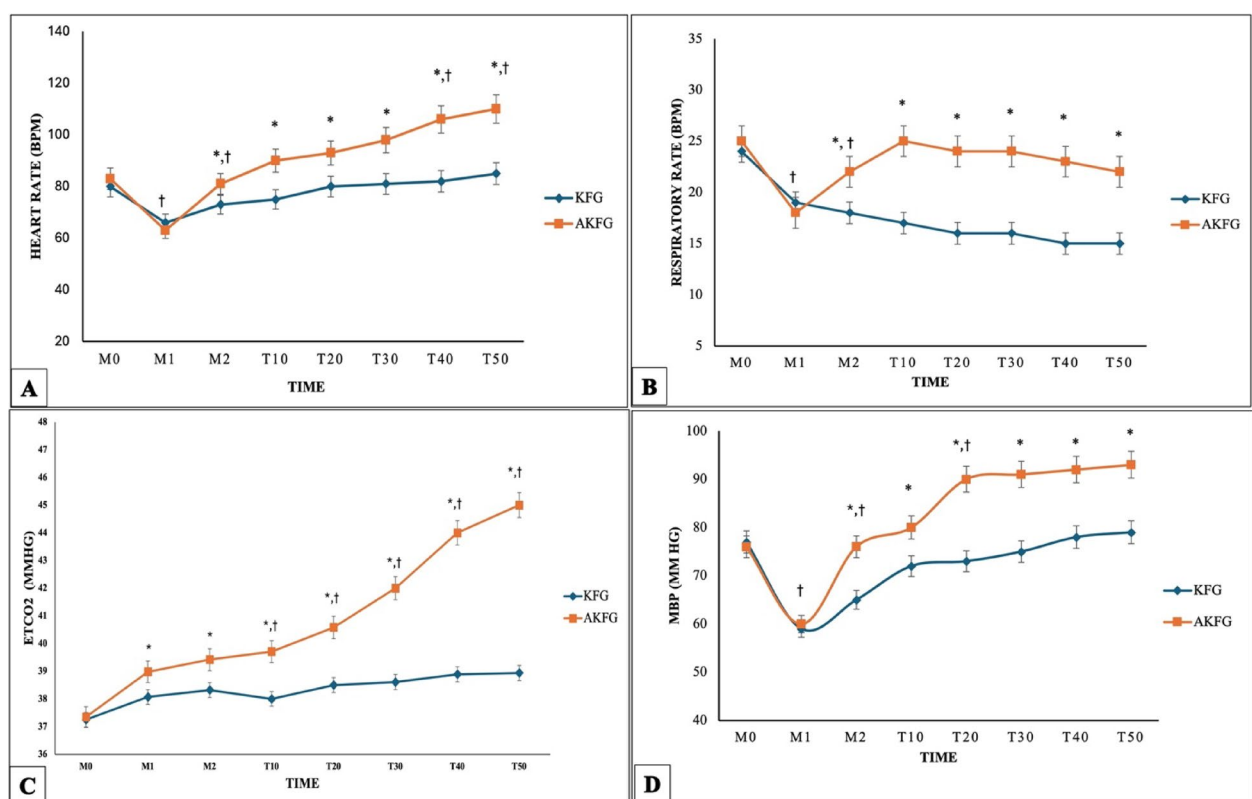 140
120
100
80
60
40
20
HEART RATE (BPM)
*,†
*,†
*
*
*
*,†
†
KFG
AKFG
M0 M1 M2 T10 T20 T30 T40 T50
TIME
A
35
30
25
20
15
10
5
RESPIRATORY RATE (BPM)
*
*
*
*
*
*, †
†
KFG
AKFG
M0 M1 M2 T10 T20 T30 T40 T50
TIME
B
48
47
46
45
44
43
42
41
40
39
38
37
36
ETCO2 (MMHG)
*,†
*,†
*,†
*,†
*,†
*
*
KFG
AKFG
M0 M1 M2 T10 T20 T30 T40 T50
TIME
C
100
90
80
70
60
50
40
MBP (MM HG)
*
*
*
*,†
*
*,†
†
KFG
AKFG
M0 M1 M2 T10 T20 T30 T40 T50
TIME
D